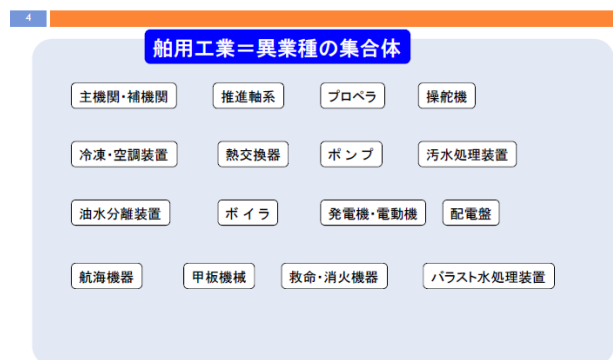 4
舶用工業＝異業種の集合体
主機関・補機関 推進軸系 プロペラ 操舵機
冷凍・空調装置 熱交換器 ポンプ 汚水処理装置
油水分離装置 ボイラ 発電機・電動機 配電盤
航海機器 甲板機械 救命・消火機器 バラスト水処理装置